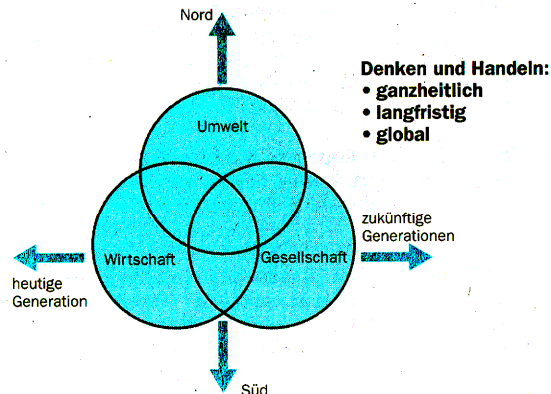 Nord
Denken und Handeln:
• ganzheitlich
• langfristig
• global
Umwelt
zukünftige
Generationen
Wirtschaft
Gesellschaft
heutige
Generation
Süd